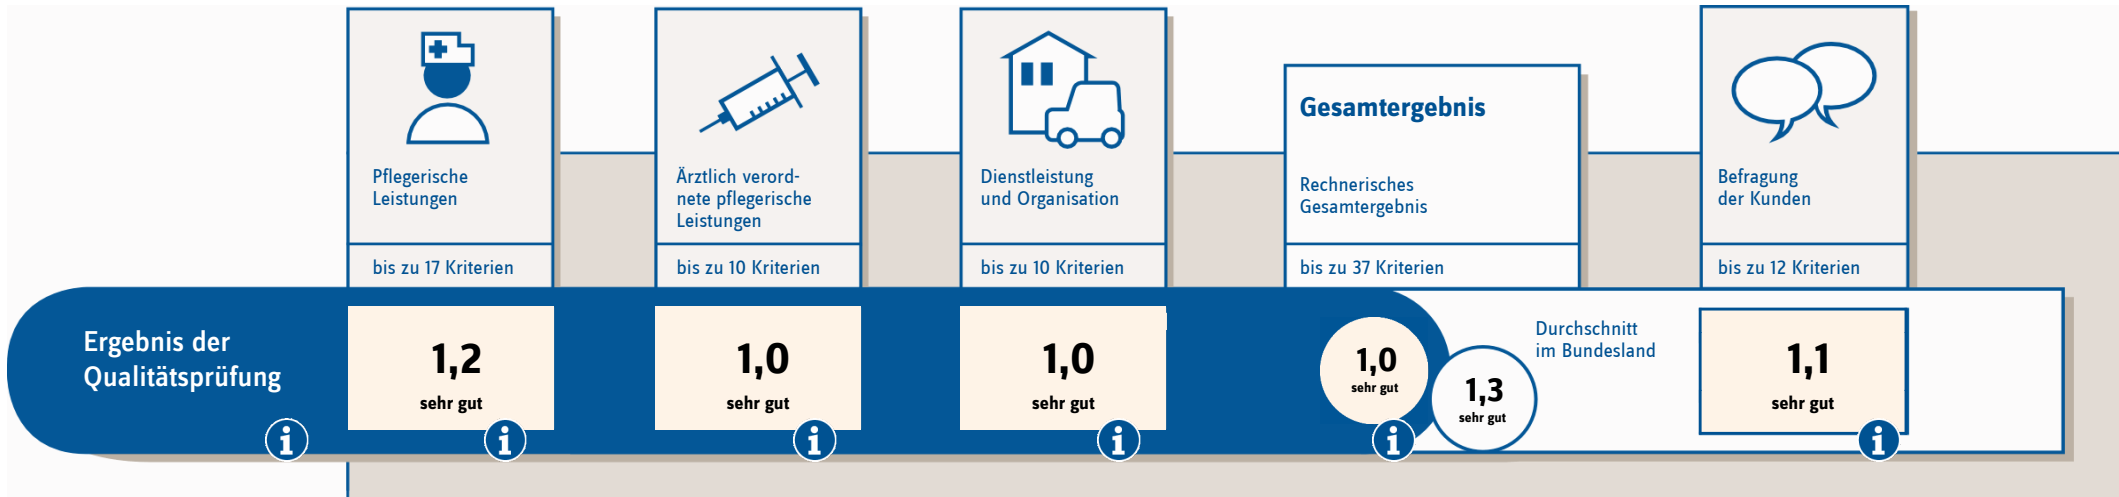 Pflegerische
Leistungen
bis zu 17 Kriterien
Ärztlich verord-
nete pflegerische
Leistungen
bis zu 10 Kriterien
Dienstleistung
und Organisation
bis zu 10 Kriterien
Gesamtergebnis
Rechnerisches
Gesamtergebnis
bis zu 37 Kriterien
Befragung
der Kunden
bis zu 12 Kriterien
Ergebnis der
Qualitätsprüfung
i
1,2
sehr gut
i
1,0
sehr gut
i
1,0
sehr gut
i
1,0
sehr gut
i
1,3
sehr gut
Durchschnitt
im Bundesland
1,1
sehr gut
i